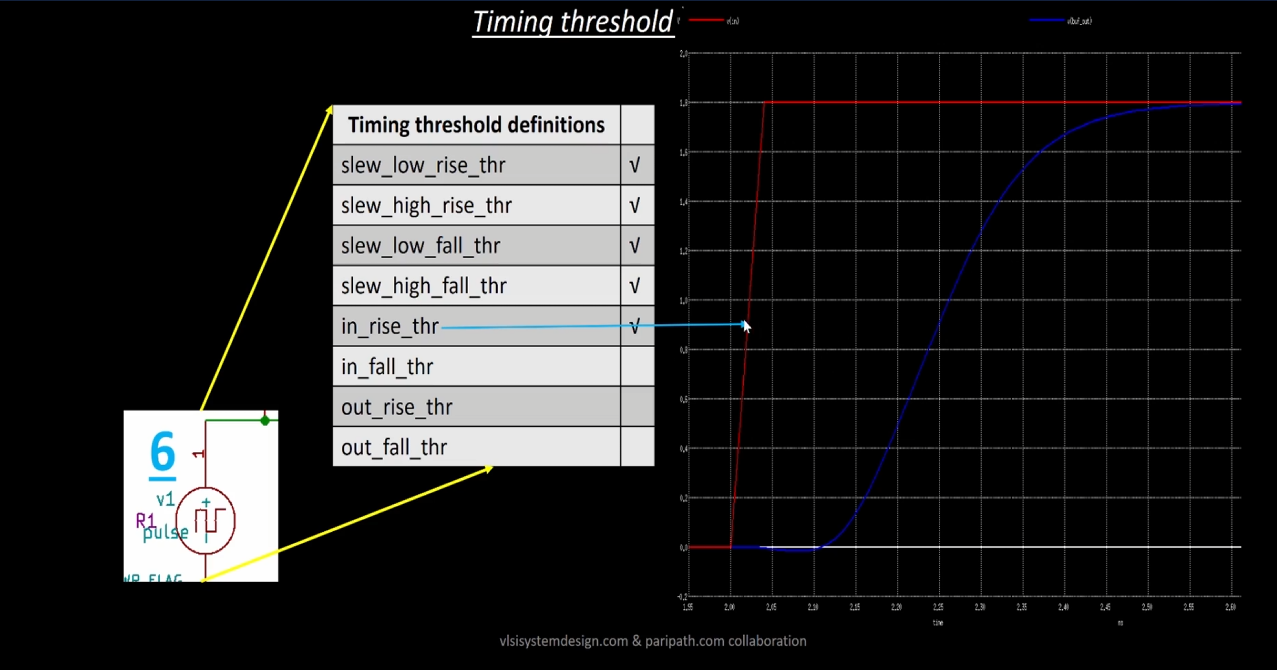 Timing threshold
v(in)
v(buf_out)
Timing threshold definitions
slew_low_rise_thr √
slew_high_rise_thr √
slew_low_fall_thr √
slew_high_fall_thr √
in_rise_thr √
in_fall_thr
out_rise_thr
out_fall_thr
6
1
v1
+
R1
pulse
2.0
1.8
1.6
1.4
1.2
1.0
0.8
0.6
0.4
0.2
0.0
-0.2
1.95 2.00 2.05 2.10 2.15 2.20 2.25 2.30 2.35 2.40 2.45 2.50 2.55 2.60
time ns
vlsisystemdesign.com & paripath.com collaboration